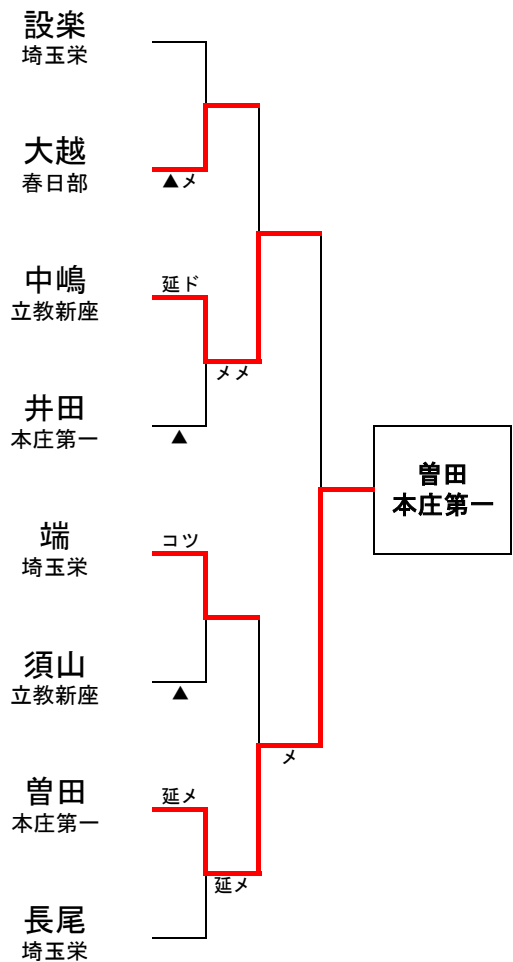 設楽
埼玉栄
大越
春日部
▲メ
中嶋
立教新座
延ド
メメ
井田
本庄第一
▲
曽田
本庄第一
端
埼玉栄
コツ
須山
立教新座
▲
メ
曽田
本庄第一
延メ
延メ
長尾
埼玉栄